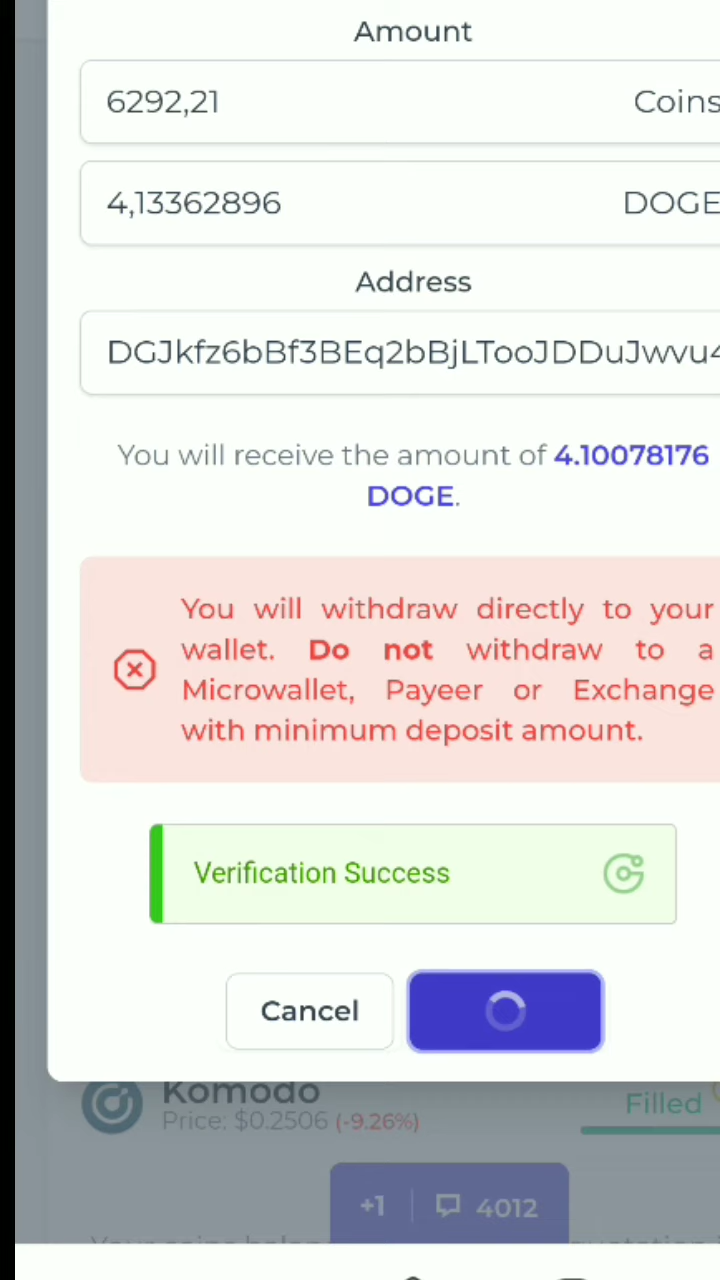 Amount
6292,21 Coins
4,13362896 DOGE
Address
DGJkfz6bBf3BEq2bBjLTooJDDuJwvu4
You will receive the amount of 4.10078176
DOGE.
You will withdraw directly to your
wallet. Do not withdraw to a
Microwallet, Payeer or Exchange
with minimum deposit amount.
Verification Success
Cancel
Komodo
Price: $0.2506 (-9.26%)
Filled
+1 4012